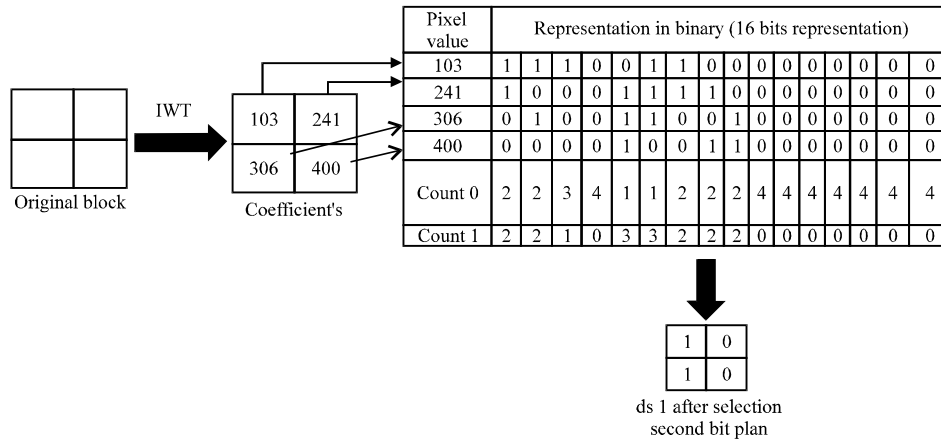 Pixel value Representation in binary (16 bits representation)
103 1 1 1 0 0 1 1 0 0 0 0 0 0 0 0 0
241 1 0 0 0 1 1 1 1 0 0 0 0 0 0 0 0
306 0 1 0 0 1 1 0 0 1 0 0 0 0 0 0 0
400 0 0 0 0 1 0 0 1 1 0 0 0 0 0 0 0
Count 0 2 2 3 4 1 1 2 2 2 4 4 4 4 4 4 4
Count 1 2 2 1 0 3 3 2 2 2 0 0 0 0 0 0 0
IWT
103 241
306 400
Original block
Coefficient's
1 0
1 0
ds 1 after selection
second bit plan